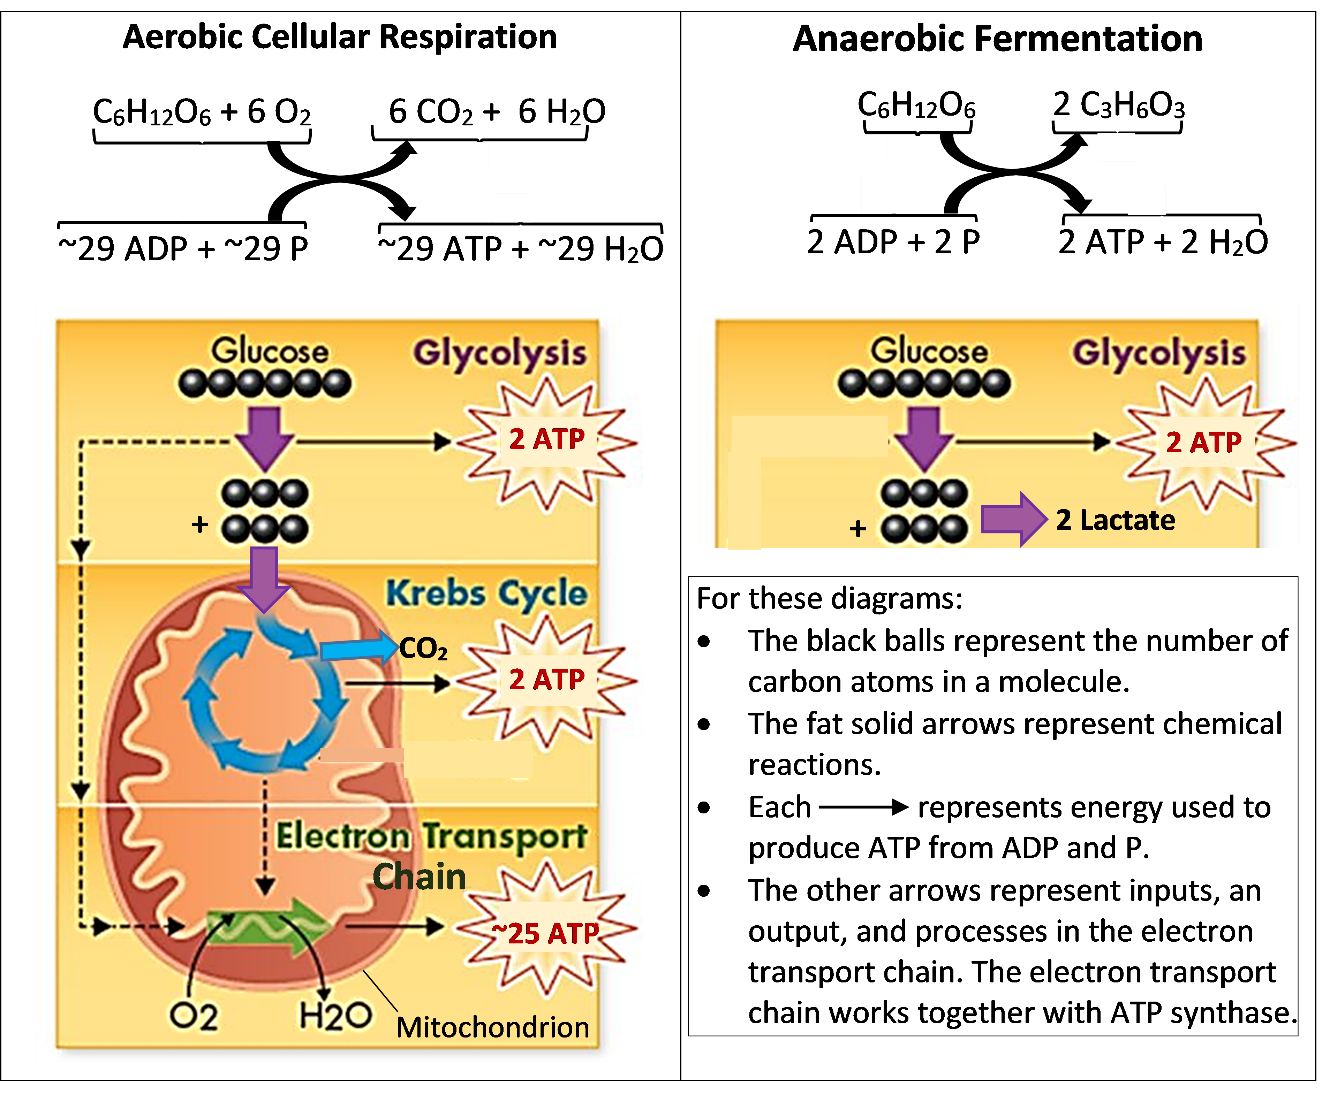 Aerobic Cellular Respiration
C₆H₁₂O₆ + 6 O₂
6 CO₂ + 6 H₂O
~29 ADP + ~29 P
~29 ATP + ~29 H₂O
Glucose
Glycolysis
2 ATP
+
Krebs Cycle
CO₂
2 ATP
Electron Transport
Chain
~25 ATP
O2
H2O
Mitochondrion
Anaerobic Fermentation
C₆H₁₂O₆
2 C₃H₆O₃
2 ADP + 2 P
2 ATP + 2 H₂O
Glucose
Glycolysis
2 ATP
+
2 Lactate
For these diagrams:
• The black balls represent the number of
carbon atoms in a molecule.
• The fat solid arrows represent chemical
reactions.
• Each ⟶ represents energy used to
produce ATP from ADP and P.
• The other arrows represent inputs, an
output, and processes in the electron
transport chain. The electron transport
chain works together with ATP synthase.